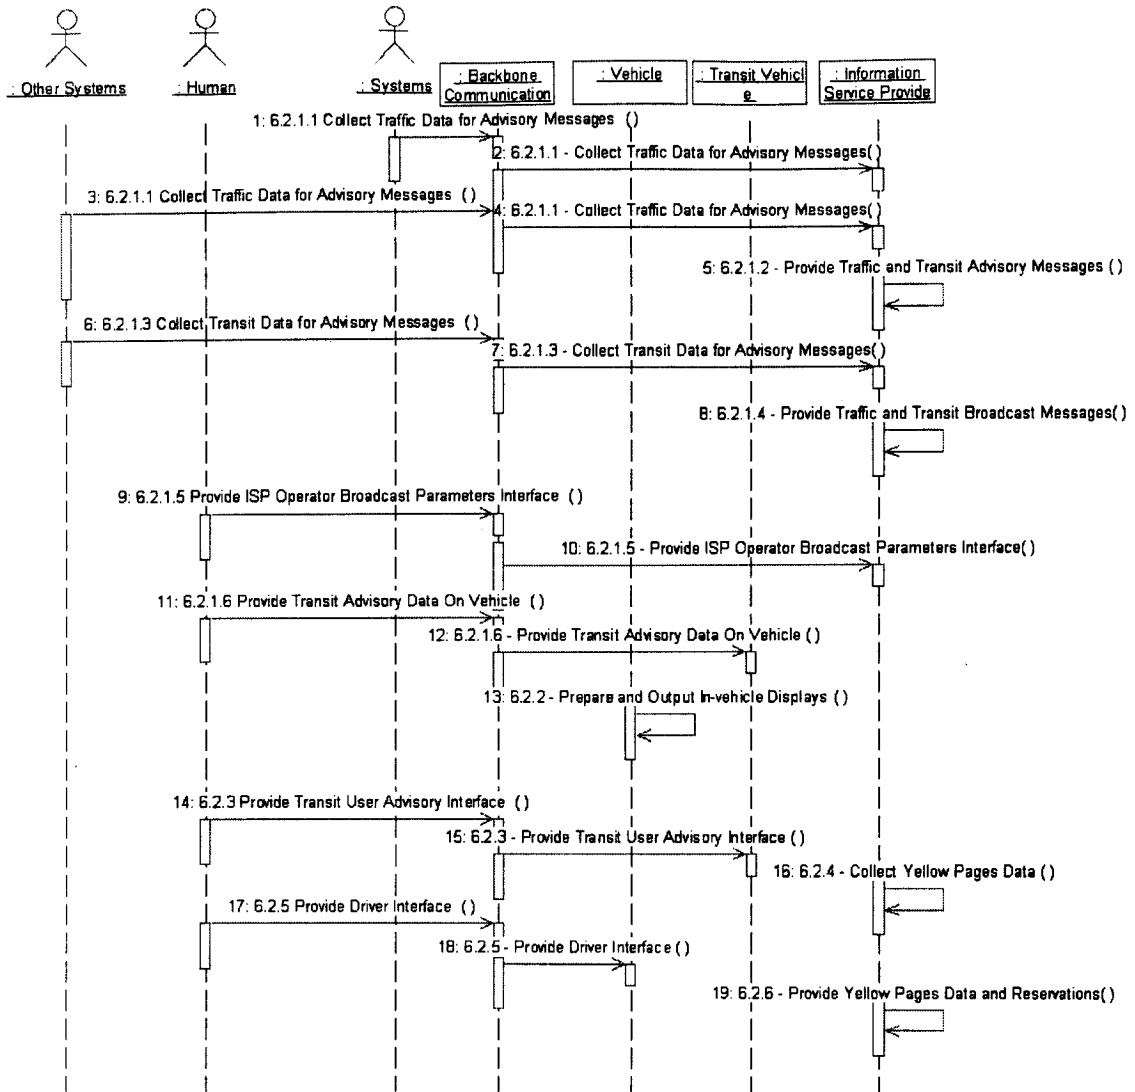 : Other Systems
: Human
: Systems
: Backbone
Communication
: Vehicle
: Transit Vehicl
e
: Information
Service Provide
1: 6.2.1.1 Collect Traffic Data for Advisory Messages ()
2: 6.2.1.1 - Collect Traffic Data for Advisory Messages()
3: 6.2.1.1 Collect Traffic Data for Advisory Messages ()
4: 6.2.1.1 - Collect Traffic Data for Advisory Messages()
5: 6.2.1.2 - Provide Traffic and Transit Advisory Messages ()
6: 6.2.1.3 Collect Transit Data for Advisory Messages ()
7: 6.2.1.3 - Collect Transit Data for Advisory Messages()
8: 6.2.1.4 - Provide Traffic and Transit Broadcast Messages()
9: 6.2.1.5 Provide ISP Operator Broadcast Parameters Interface ()
10: 6.2.1.5 - Provide ISP Operator Broadcast Parameters Interface()
11: 6.2.1.6 Provide Transit Advisory Data On Vehicle ()
12: 6.2.1.6 - Provide Transit Advisory Data On Vehicle ()
13: 6.2.2 - Prepare and Output In-vehicle Displays ()
14: 6.2.3 Provide Transit User Advisory Interface ()
15: 6.2.3 - Provide Transit User Advisory Interface ()
16: 6.2.4 - Collect Yellow Pages Data ()
17: 6.2.5 Provide Driver Interface ()
18: 6.2.5 - Provide Driver Interface ()
19: 6.2.6 - Provide Yellow Pages Data and Reservations()